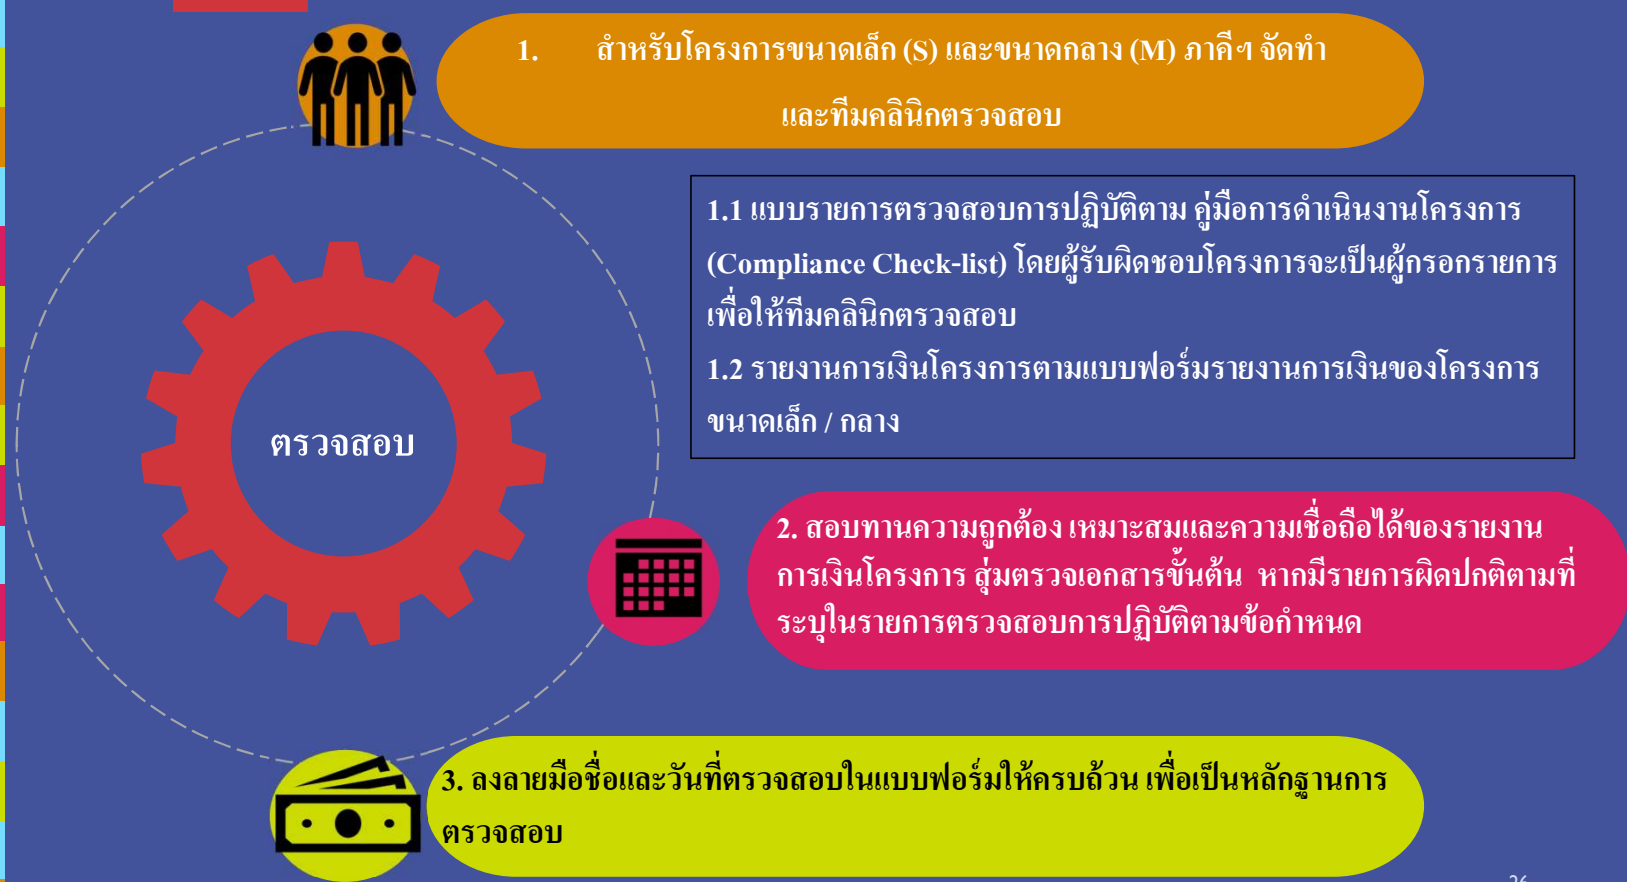 1. สำหรับโครงการขนาดเล็ก (S) และขนาดกลาง (M) ภาคีฯ จัดทำ
และทีมคลินิกตรวจสอบ
1.1 แบบรายการตรวจสอบการปฏิบัติตาม คู่มือการดำเนินงานโครงการ
(Compliance Check-list) โดยผู้รับผิดชอบโครงการจะเป็นผู้กรอกรายการ
เพื่อให้ทีมคลินิกตรวจสอบ
1.2 รายงานการเงินโครงการตามแบบฟอร์มรายงานการเงินของโครงการ
ขนาดเล็ก / กลาง
ตรวจสอบ
2. สอบทานความถูกต้อง เหมาะสมและความเชื่อถือได้ของรายงาน
การเงินโครงการ สุ่มตรวจเอกสารขั้นต้น หากมีรายการผิดปกติตามที่
ระบุในรายการตรวจสอบการปฏิบัติตามข้อกำหนด
3. ลงลายมือชื่อและวันที่ตรวจสอบในแบบฟอร์มให้ครบถ้วน เพื่อเป็นหลักฐานการ
ตรวจสอบ